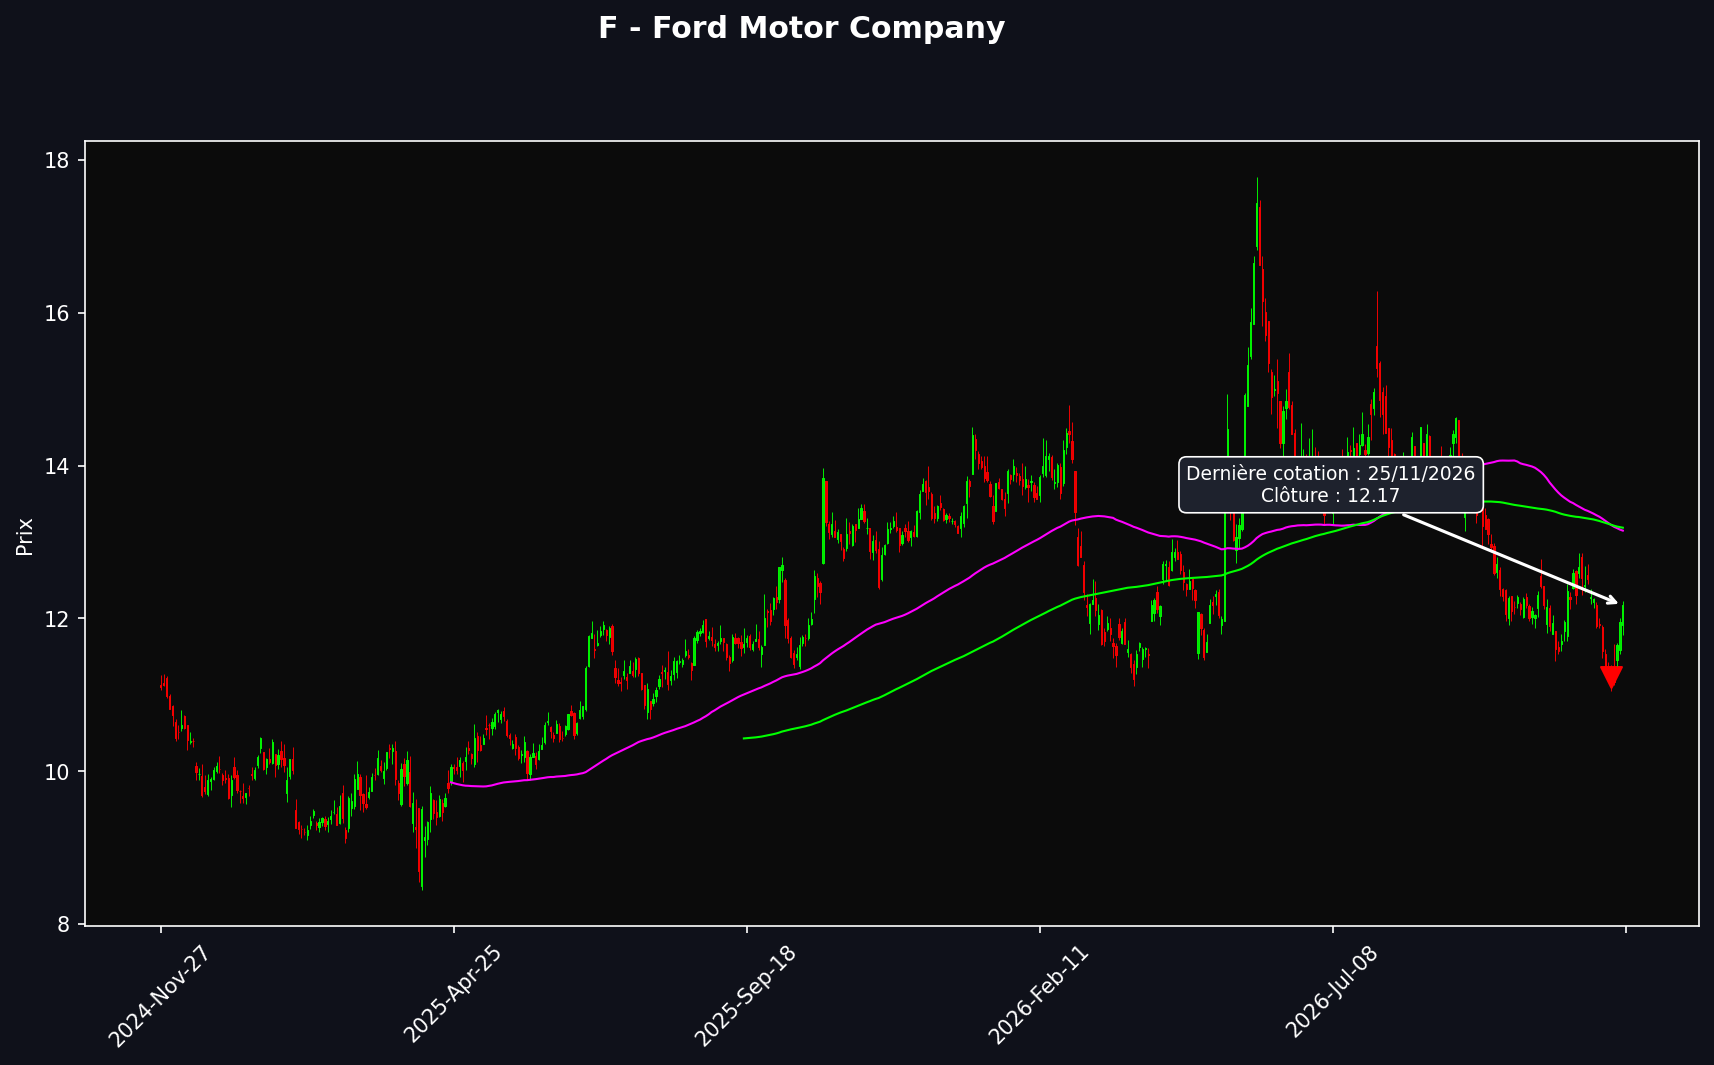 F - Ford Motor Company
Prix
18
16
14
12
10
8
Dernière cotation : 25/11/2026
Clôture : 12.17
2024-Nov-27
2025-Apr-25
2025-Sep-18
2026-Feb-11
2026-Jul-08